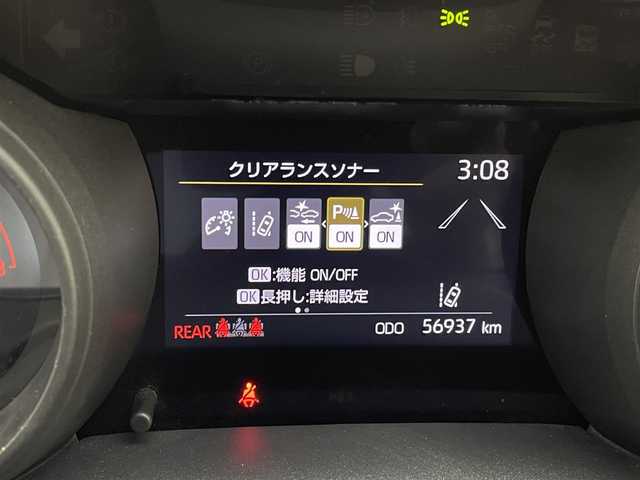 クリアランスソナー 3:08
ON P ON ON
OK:機能 ON/OFF
OK長押し:詳細設定
REAR ODO 56937 km